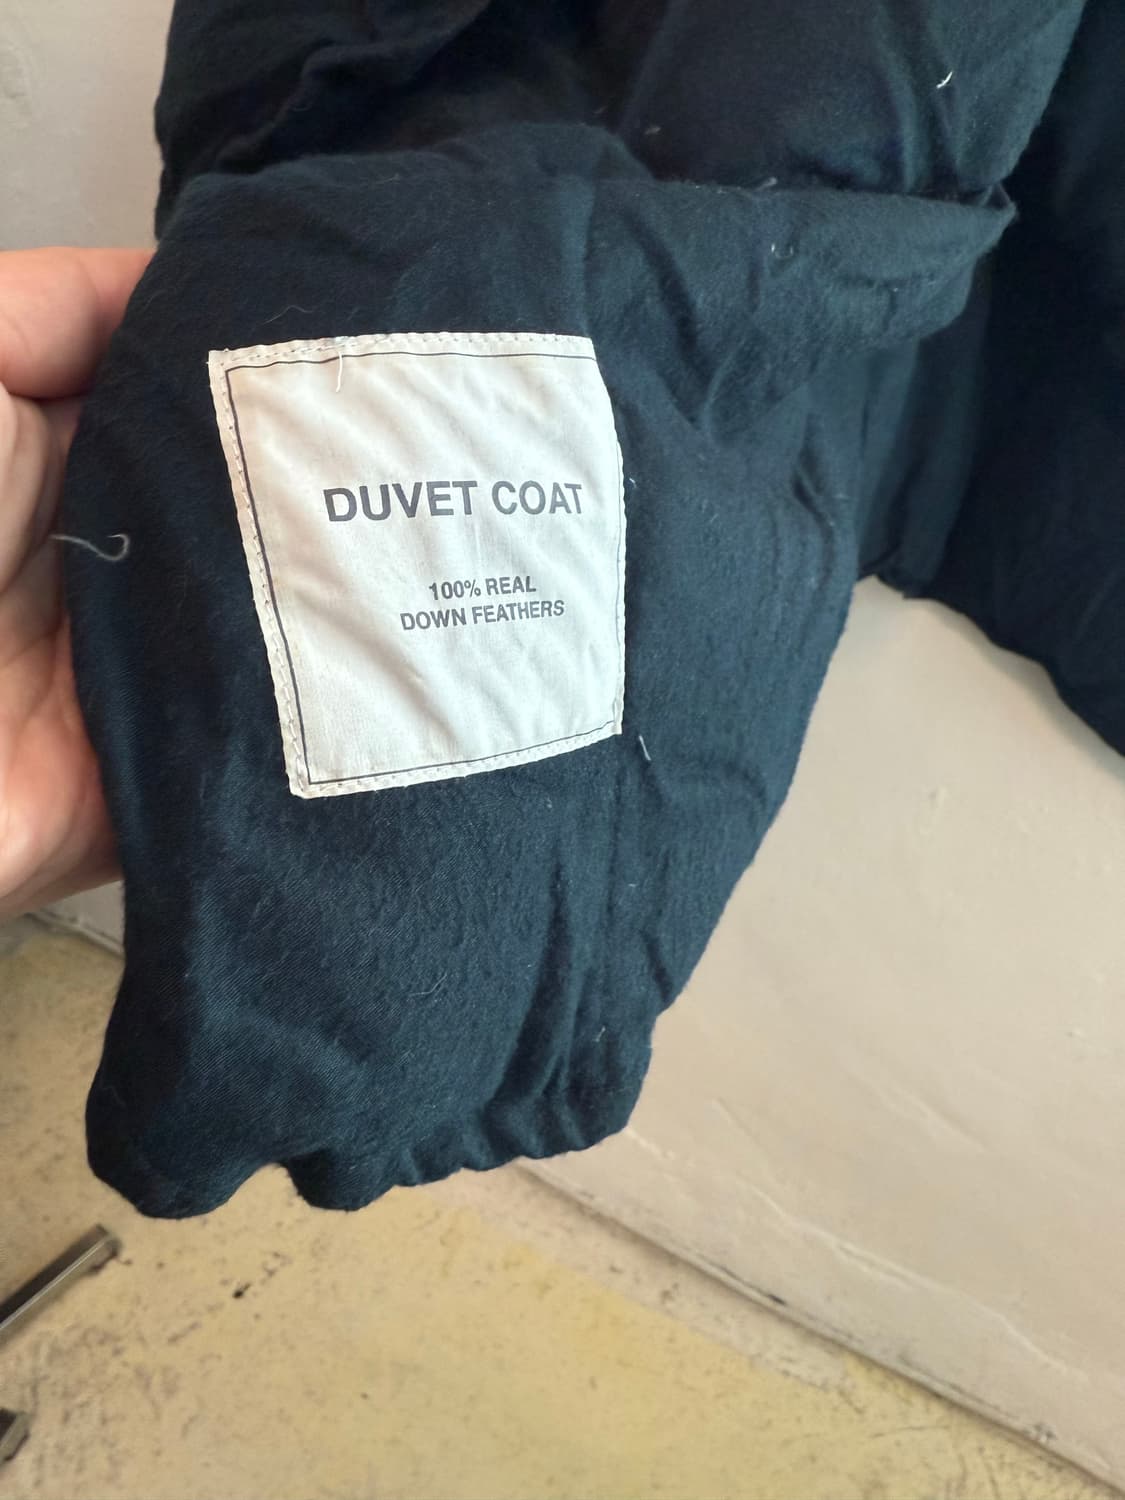 DUVET COAT
100% REAL
DOWN FEATHERS